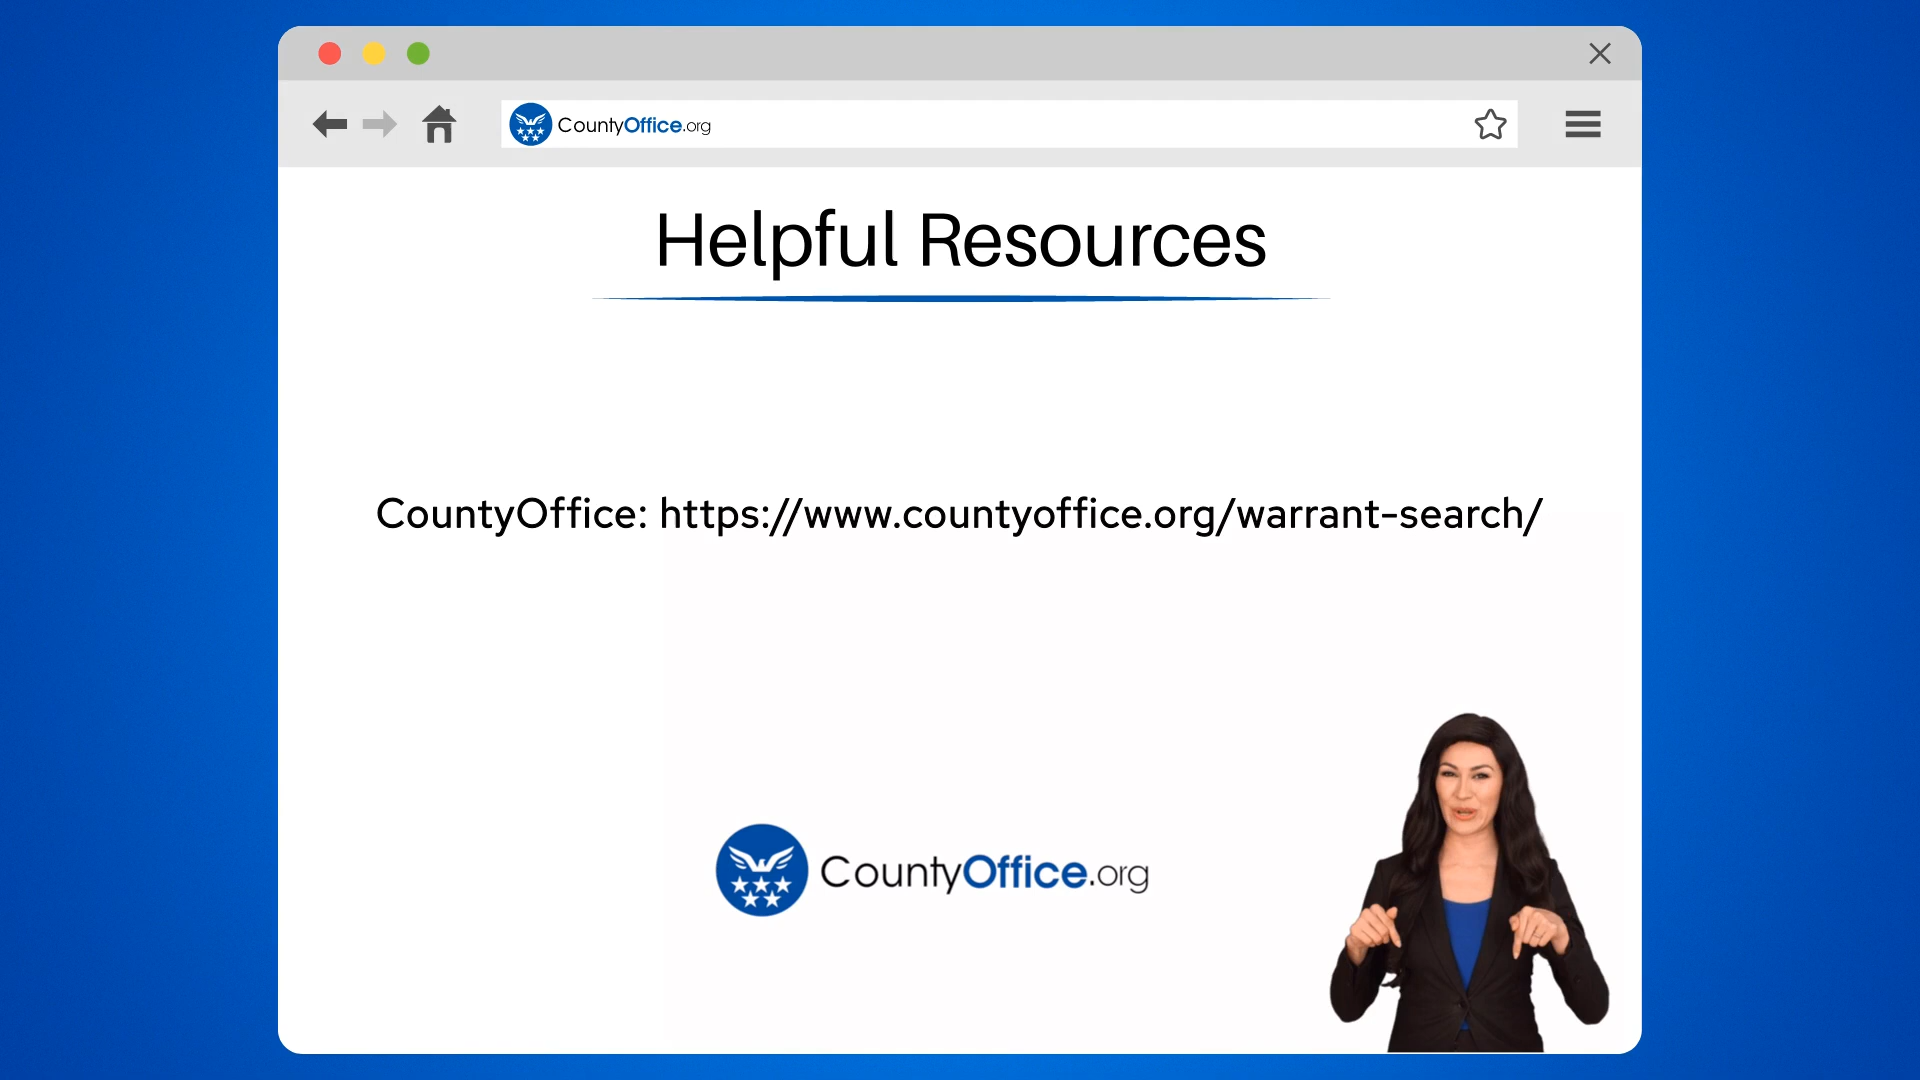 CountyOffice.org
Helpful Resources
CountyOffice: https://www.countyoffice.org/warrant-search/
CountyOffice.org